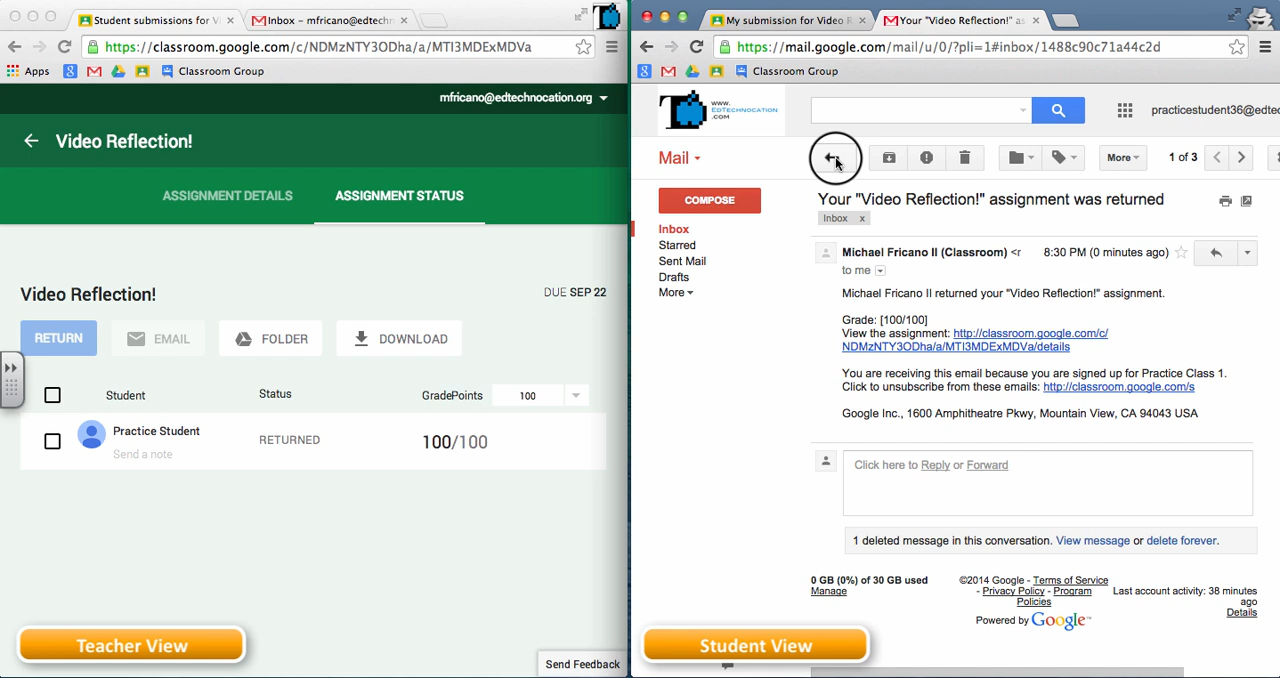 Student submissions for V
Inbox – mfricano@edtechn
https://classroom.google.com/c/NDMzNTY3ODha/a/MTI3MDExMDVa
Apps
Classroom Group
mfricano@edtechnocation.org
Video Reflection!
ASSIGNMENT DETAILS
ASSIGNMENT STATUS
Video Reflection!
DUE SEP 22
RETURN
EMAIL
FOLDER
DOWNLOAD
Student
Status
GradePoints
100
Practice Student
RETURNED
100/100
Send a note
Teacher View
Send Feedback
My submission for Video R
Your "Video Reflection!" as
https://mail.google.com/mail/u/0/?pli=1#inbox/1488c90c71a44c2d
Classroom Group
www.
EdTechnocation
.com
practicestudent36@edtec
Mail
More
1 of 3
COMPOSE
Inbox
Starred
Sent Mail
Drafts
More
Your "Video Reflection!" assignment was returned
Inbox x
Michael Fricano II (Classroom) <r
8:30 PM (0 minutes ago)
to me
Michael Fricano II returned your "Video Reflection!" assignment.
Grade: [100/100]
View the assignment: http://classroom.google.com/c/
NDMzNTY3ODha/a/MTI3MDExMDVa/details
You are receiving this email because you are signed up for Practice Class 1.
Click to unsubscribe from these emails: http://classroom.google.com/s
Google Inc., 1600 Amphitheatre Pkwy, Mountain View, CA 94043 USA
Click here to Reply or Forward
1 deleted message in this conversation. View message or delete forever.
0 GB (0%) of 30 GB used
Manage
©2014 Google - Terms of Service
- Privacy Policy - Program
Policies
Powered by Google™
Last account activity: 38 minutes
ago
Details
Student View